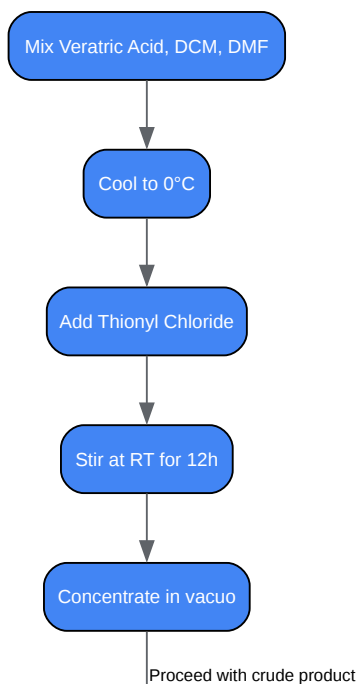 Mix Veratric Acid, DCM, DMF
Cool to 0°C
Add Thionyl Chloride
Stir at RT for 12h
Concentrate in vacuo
Proceed with crude product